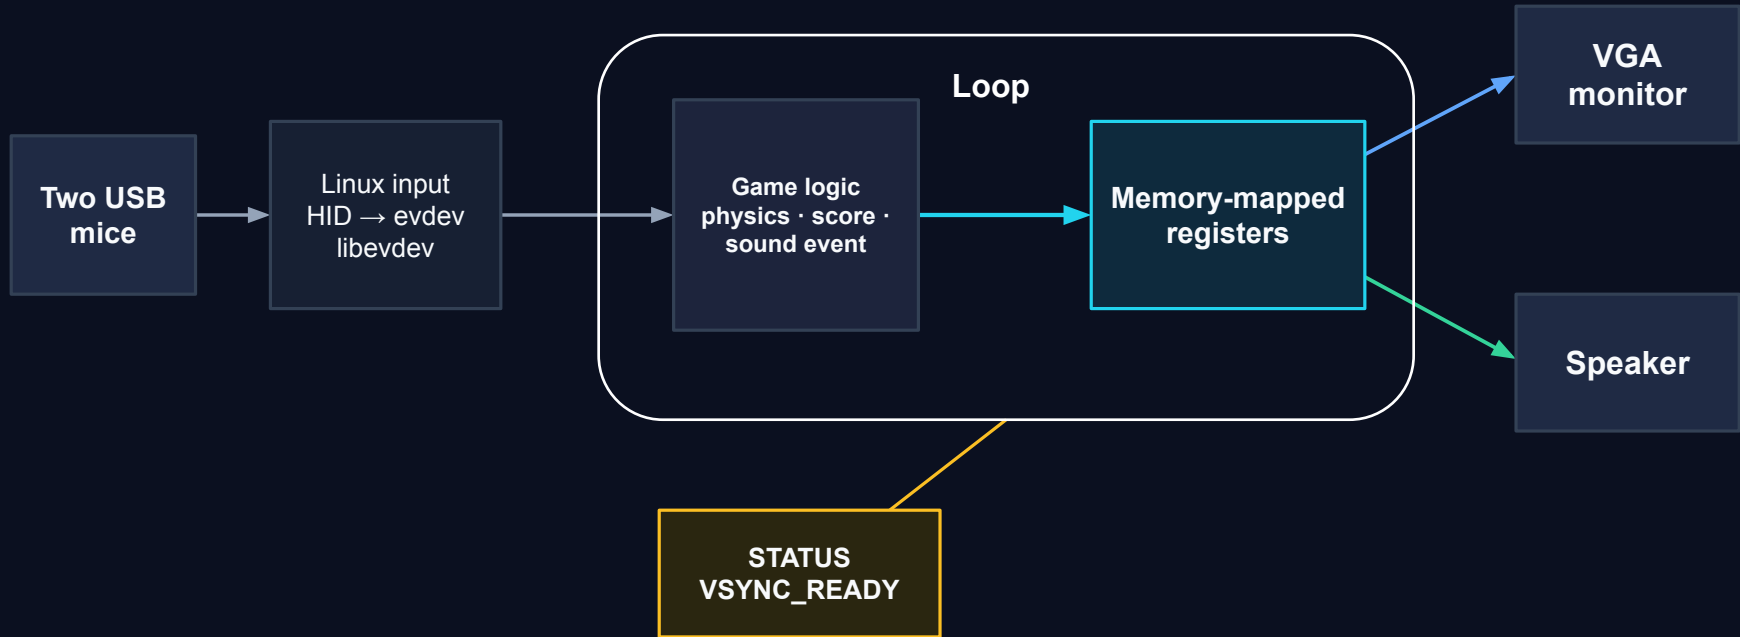 Two USB
mice
Linux input
HID → evdev
libevdev
Loop
Game logic
physics · score ·
sound event
Memory-mapped
registers
VGA
monitor
Speaker
STATUS
VSYNC_READY